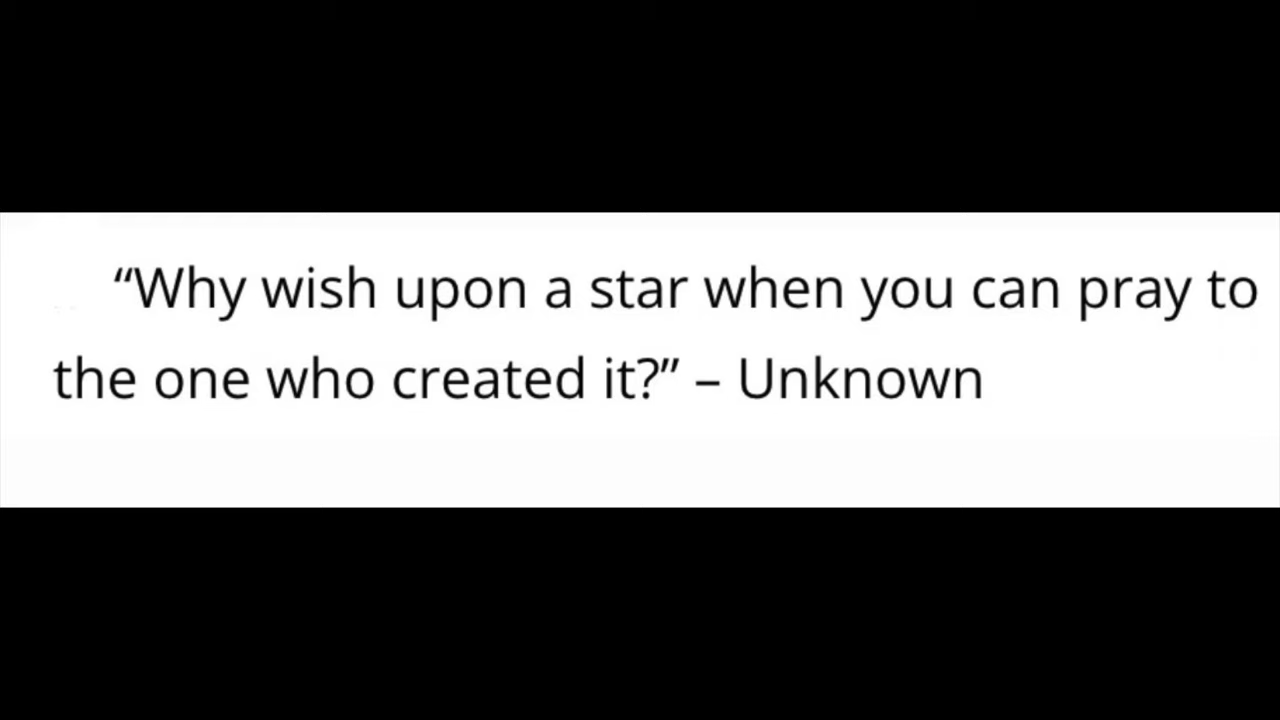 “Why wish upon a star when you can pray to
the one who created it?” – Unknown